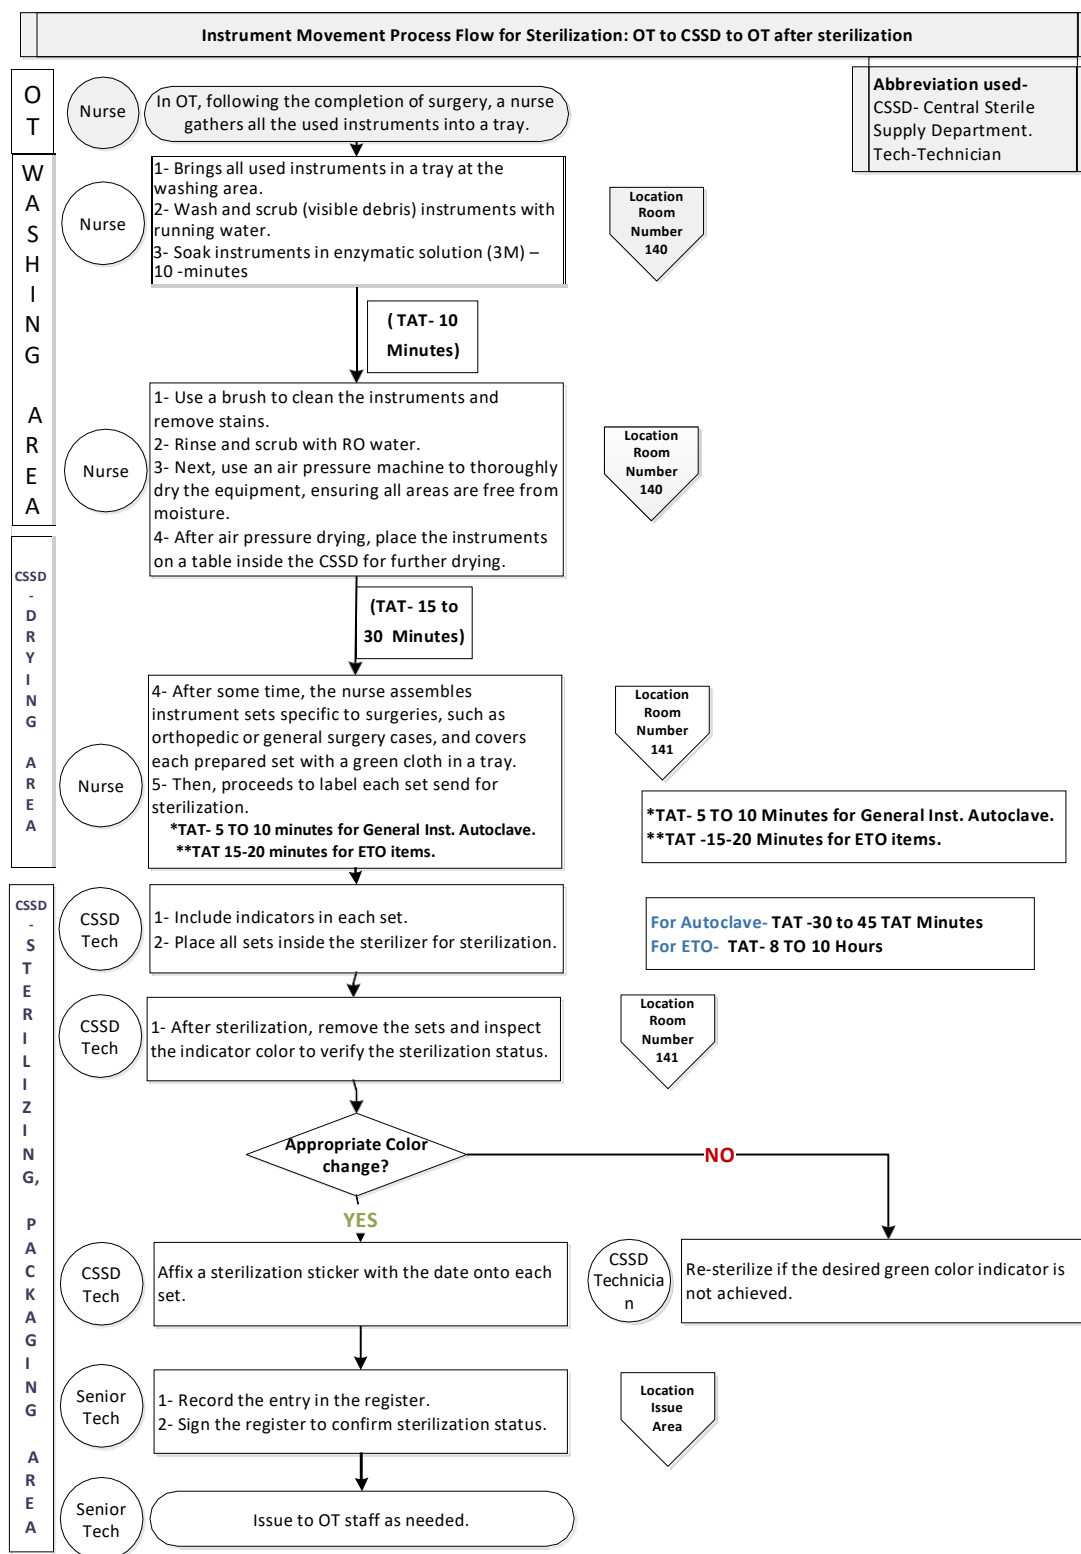 Instrument Movement Process Flow for Sterilization: OT to CSSD to OT after sterilization
Abbreviation used-
CSSD- Central Sterile
Supply Department.
Tech-Technician
OT
Nurse
In OT, following the completion of surgery, a nurse
gathers all the used instruments into a tray.
WASHING AREA
Nurse
1- Brings all used instruments in a tray at the
washing area.
2- Wash and scrub (visible debris) instruments with
running water.
3- Soak instruments in enzymatic solution (3M) –
10 -minutes
Location
Room
Number
140
( TAT- 10
Minutes)
Nurse
1- Use a brush to clean the instruments and
remove stains.
2- Rinse and scrub with RO water.
3- Next, use an air pressure machine to thoroughly
dry the equipment, ensuring all areas are free from
moisture.
4- After air pressure drying, place the instruments
on a table inside the CSSD for further drying.
Location
Room
Number
140
CSSD - DRYING AREA
(TAT- 15 to
30 Minutes)
Nurse
4- After some time, the nurse assembles
instrument sets specific to surgeries, such as
orthopedic or general surgery cases, and covers
each prepared set with a green cloth in a tray.
5- Then, proceeds to label each set send for
sterilization.
*TAT- 5 TO 10 minutes for General Inst. Autoclave.
**TAT 15-20 minutes for ETO items.
Location
Room
Number
141
*TAT- 5 TO 10 Minutes for General Inst. Autoclave.
**TAT -15-20 Minutes for ETO items.
CSSD - STERILIZING, PACKAGING AREA
CSSD
Tech
1- Include indicators in each set.
2- Place all sets inside the sterilizer for sterilization.
For Autoclave- TAT -30 to 45 TAT Minutes
For ETO- TAT- 8 TO 10 Hours
CSSD
Tech
1- After sterilization, remove the sets and inspect
the indicator color to verify the sterilization status.
Location
Room
Number
141
Appropriate Color
change?
NO
YES
CSSD
Tech
Affix a sterilization sticker with the date onto each
set.
CSSD
Technicia
n
Re-sterilize if the desired green color indicator is
not achieved.
Senior
Tech
1- Record the entry in the register.
2- Sign the register to confirm sterilization status.
Location
Issue
Area
Senior
Tech
Issue to OT staff as needed.